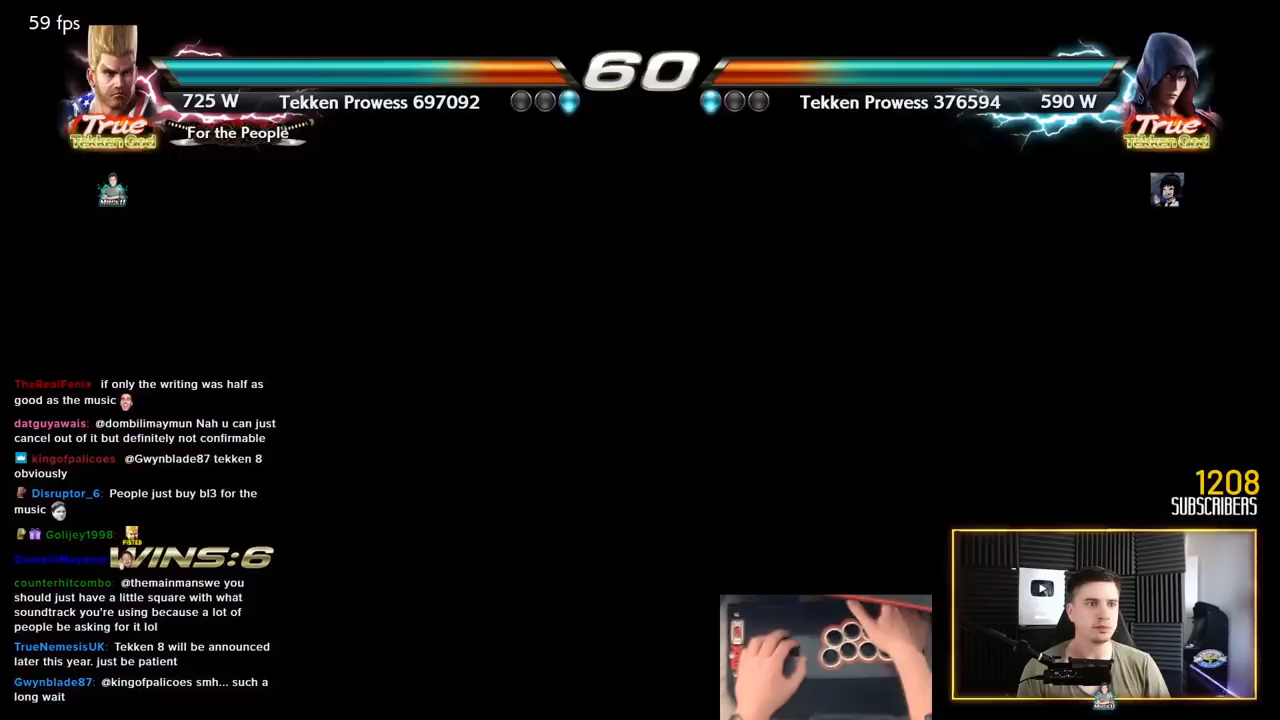 59 fps
60
725 W Tekken Prowess 697092
Tekken Prowess 376594 590 W
For the People
True
Tekken God
True
Tekken God
TheRealFenix if only the writing was half as
good as the music
datguyawais: @dombilimaymun Nah u can just
cancel out of it but definitely not confirmable
kingofpalicoes: @Gwynblade87 tekken 8
obviously
Disruptor_6: People just buy bl3 for the
music
Golijey1998:
FISTED
DombiliMaymun:
WINS:6
counterhitcombo: @themainmanswe you
should just have a little square with what
soundtrack you're using because a lot of
people be asking for it lol
TrueNemesisUK: Tekken 8 will be announced
later this year. just be patient
Gwynblade87: @kingofpalicoes smh... such a
long wait
1208
SUBSCRIBERS